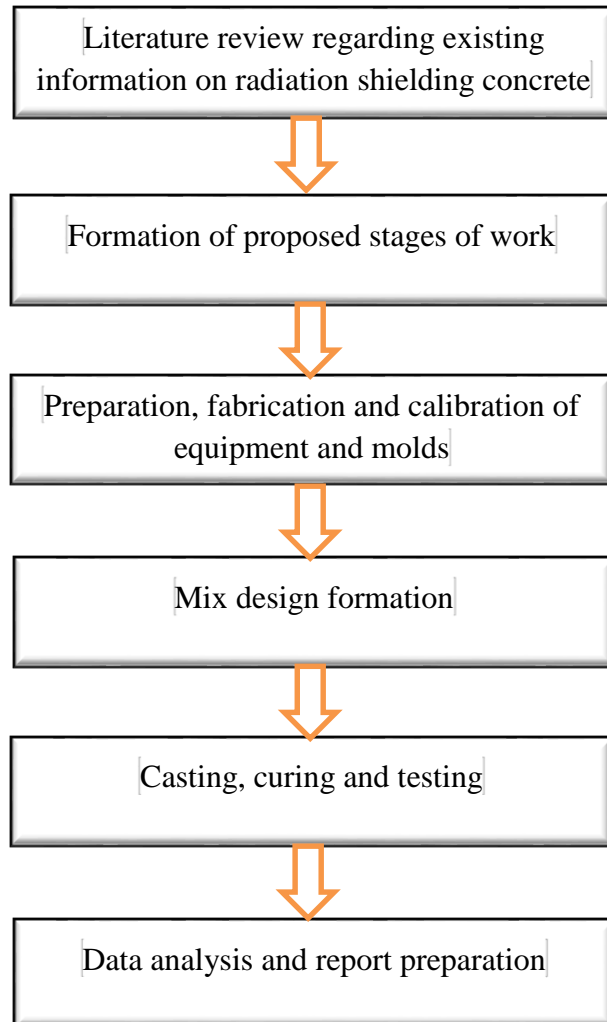 Literature review regarding existing
information on radiation shielding concrete
Formation of proposed stages of work
Preparation, fabrication and calibration of
equipment and molds
Mix design formation
Casting, curing and testing
Data analysis and report preparation